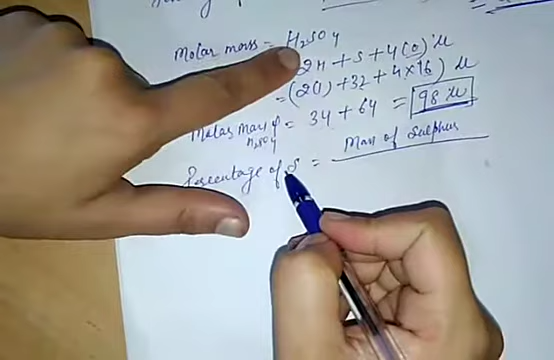 Molar mass = H₂SO₄
2H + S + 4(O) u
= (2(1) + 32 + 4×16) u
Molar mass of H₂SO₄ = 34 + 64 = 98 u
Percentage of S = Mass of Sulphur